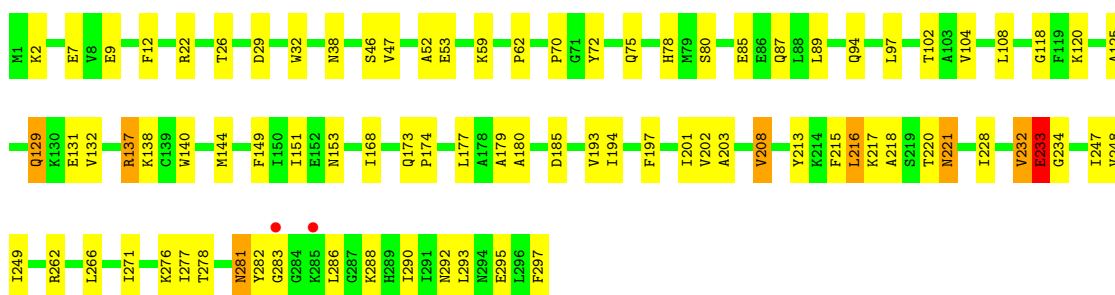 M1 K2 E7 V8 E9 F12 R22 T26 D29 W32 N38 S46 V47 A52 E53 K59 P62 P70 G71 Y72 Q75 H78 M79 S80 E85 E86 Q87 L88 L89 Q94 L97 T102 A103 V104 L108 G118 F119 K120
Q129 K130 E131 V132 R137 K138 C139 W140 M144 F149 I150 I151 E152 N153 I168 Q173 P174 L177 A178 A179 A180 D185 V193 I194 F197 I201 V202 A203 V208 Y213 K214 F215 L216 K217 A218 S219 T220 N221 I228 V232 E233 G234 I247
I249 R262 L266 I271 K276 I277 T278 N281 Y282 G283 G284 K285 L286 G287 K288 H289 I290 I291 N292 L293 N294 E295 L296 F297